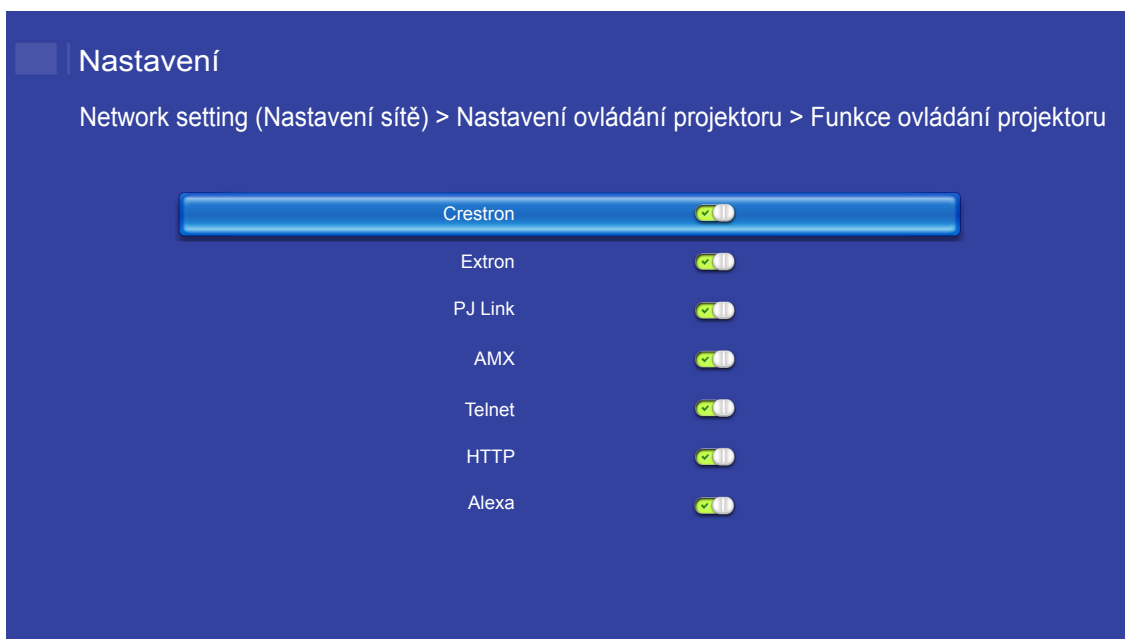 Nastavení
Network setting (Nastavení sítě) > Nastavení ovládání projektoru > Funkce ovládání projektoru
Crestron
Extron
PJ Link
AMX
Telnet
HTTP
Alexa